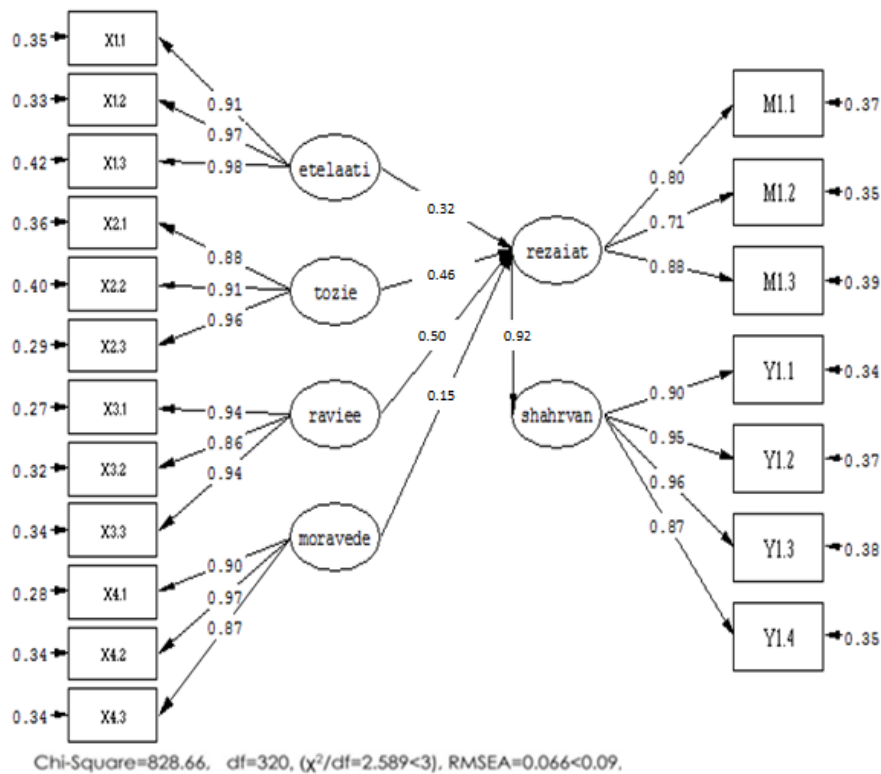 0.35 X1.1
0.33 X1.2
0.42 X1.3
0.36 X2.1
0.40 X2.2
0.29 X2.3
0.27 X3.1
0.32 X3.2
0.34 X3.3
0.28 X4.1
0.34 X4.2
0.34 X4.3
0.91
0.97
0.98
0.88
0.91
0.96
0.94
0.86
0.94
0.90
0.97
0.87
etelaati
tozie
raviee
moravede
0.32
0.46
0.50
0.15
rezaiat
0.92
shahrvan
0.80
0.71
0.88
0.90
0.95
0.96
0.87
M1.1 0.37
M1.2 0.35
M1.3 0.39
Y1.1 0.34
Y1.2 0.37
Y1.3 0.38
Y1.4 0.35
Chi-Square=828.66, df=320, (χ²/df=2.589<3), RMSEA=0.066<0.09,